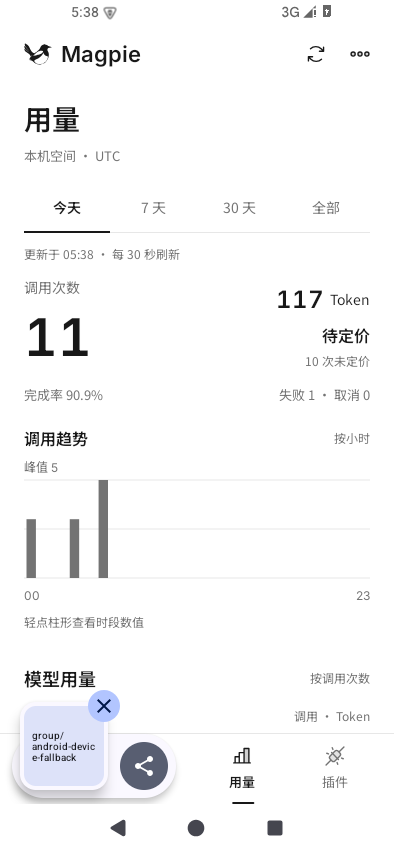 5:38
3G
Magpie
用量
本机空间 · UTC
今天 7 天 30 天 全部
更新于 05:38 · 每 30 秒刷新
调用次数
117 Token
11
待定价
10 次未定价
完成率 90.9%
失败 1 · 取消 0
调用趋势
按小时
峰值 5
00 23
轻点柱形查看时段数值
模型用量
按调用次数
调用 · Token
group/
android-devic
e-fallback
用量
插件